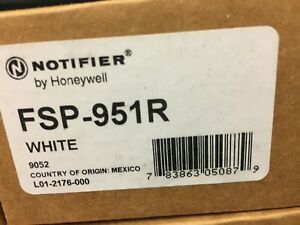 NOTIFIER®
by Honeywell
FSP-951R
WHITE
9052
COUNTRY OF ORIGIN: MEXICO
L01-2176-000
7 83863 05087 9